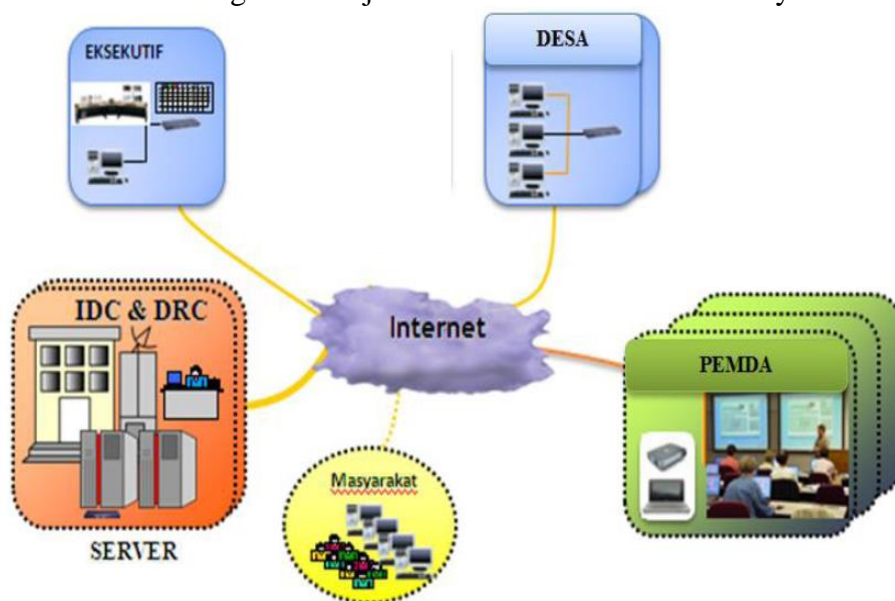 EKSEKUTIF
DESA
IDC & DRC
Internet
PEMDA
Masyarakat
SERVER